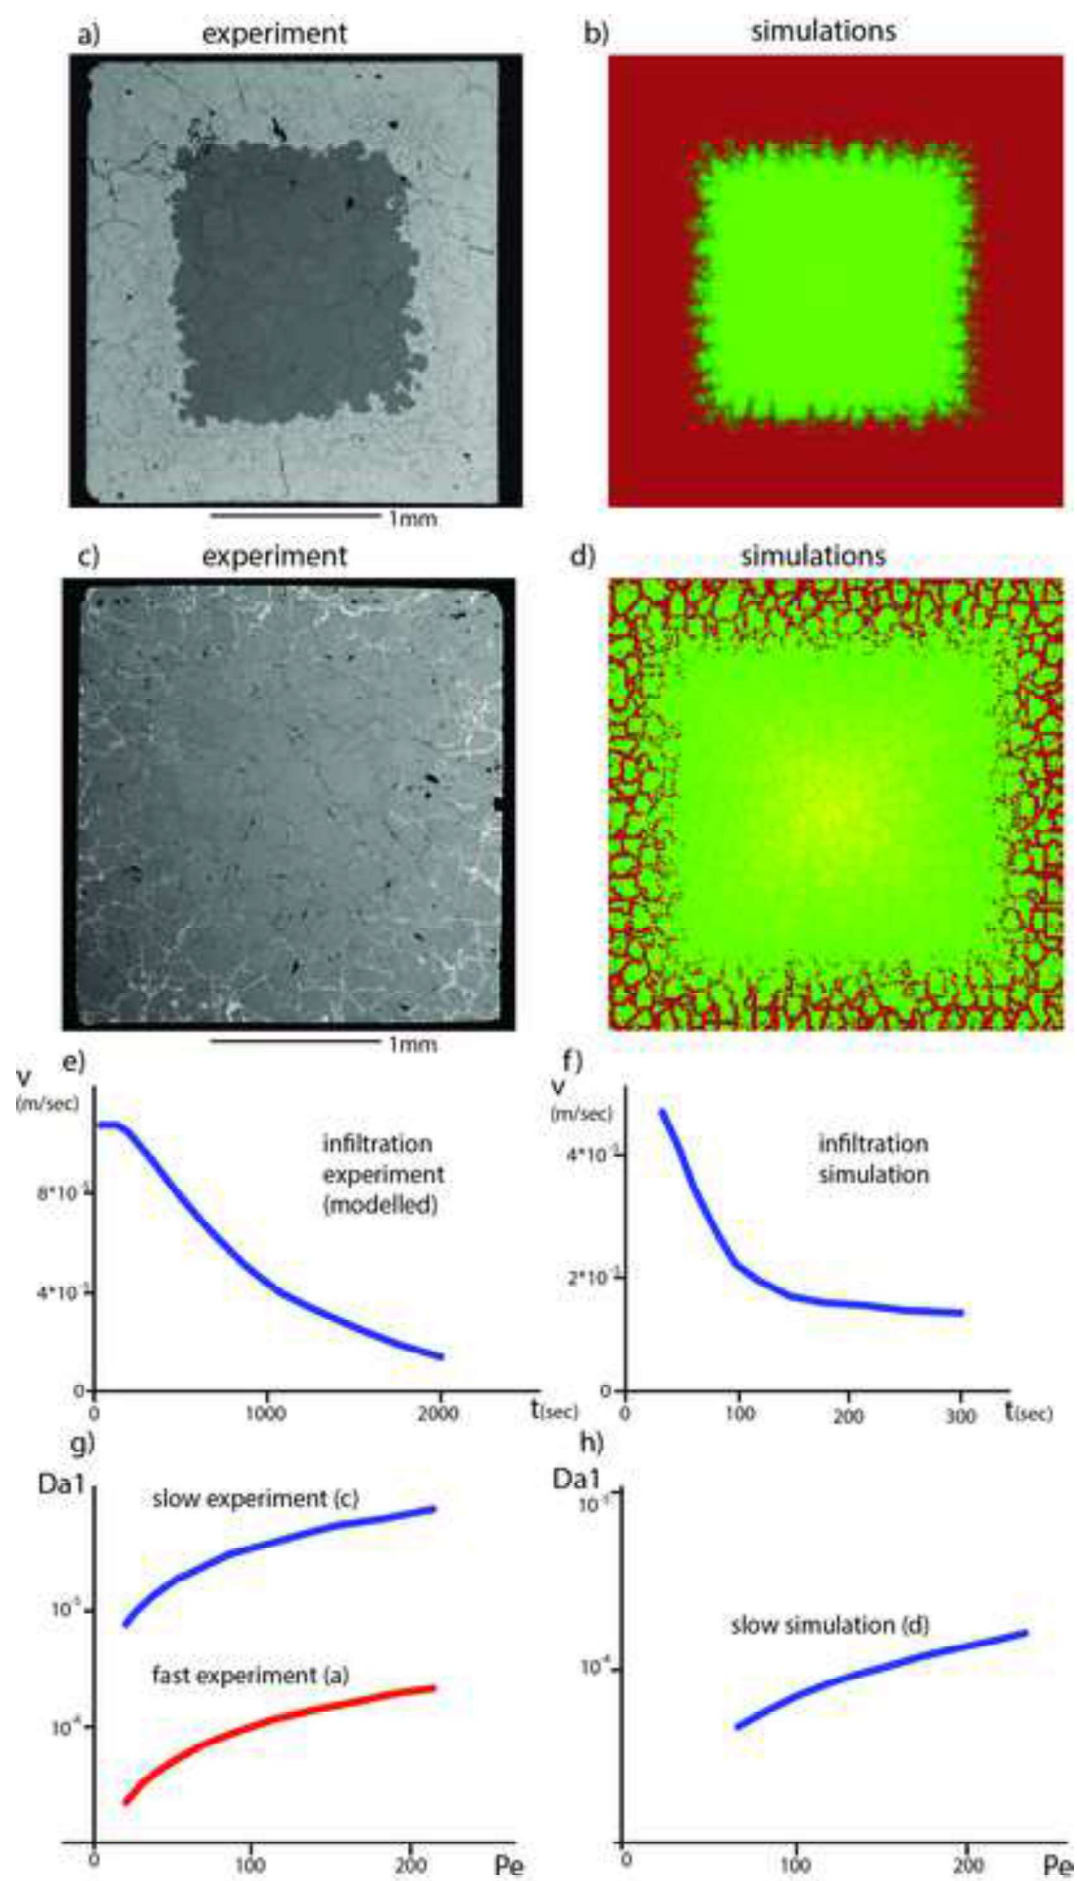 a) experiment
b) simulations
1mm
c) experiment
d) simulations
1mm
e)
v
(m/sec)
infiltration
experiment
(modelled)
0
0
1000
2000
t(sec)
f)
v
(m/sec)
infiltration
simulation
0
0
100
200
300
t(sec)
g)
Da1
slow experiment (c)
fast experiment (a)
0
100
200
Pe
h)
Da1
slow simulation (d)
0
100
200
Pe